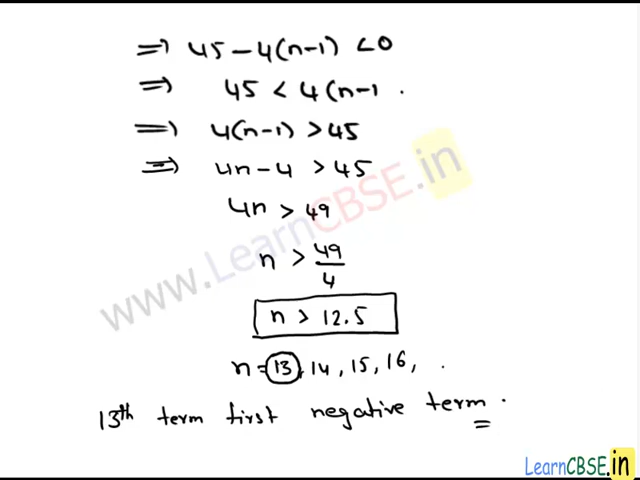 ⇒ 45 - 4(n-1) < 0
⇒ 45 < 4(n-1 .
⇒ 4(n-1) > 45
⇒ 4n - 4 > 45
4n > 49
n > 49/4
n > 12.5
n = 13, 14, 15, 16, .
13th term first negative term.
www.LearnCBSE.in
LearnCBSE.in